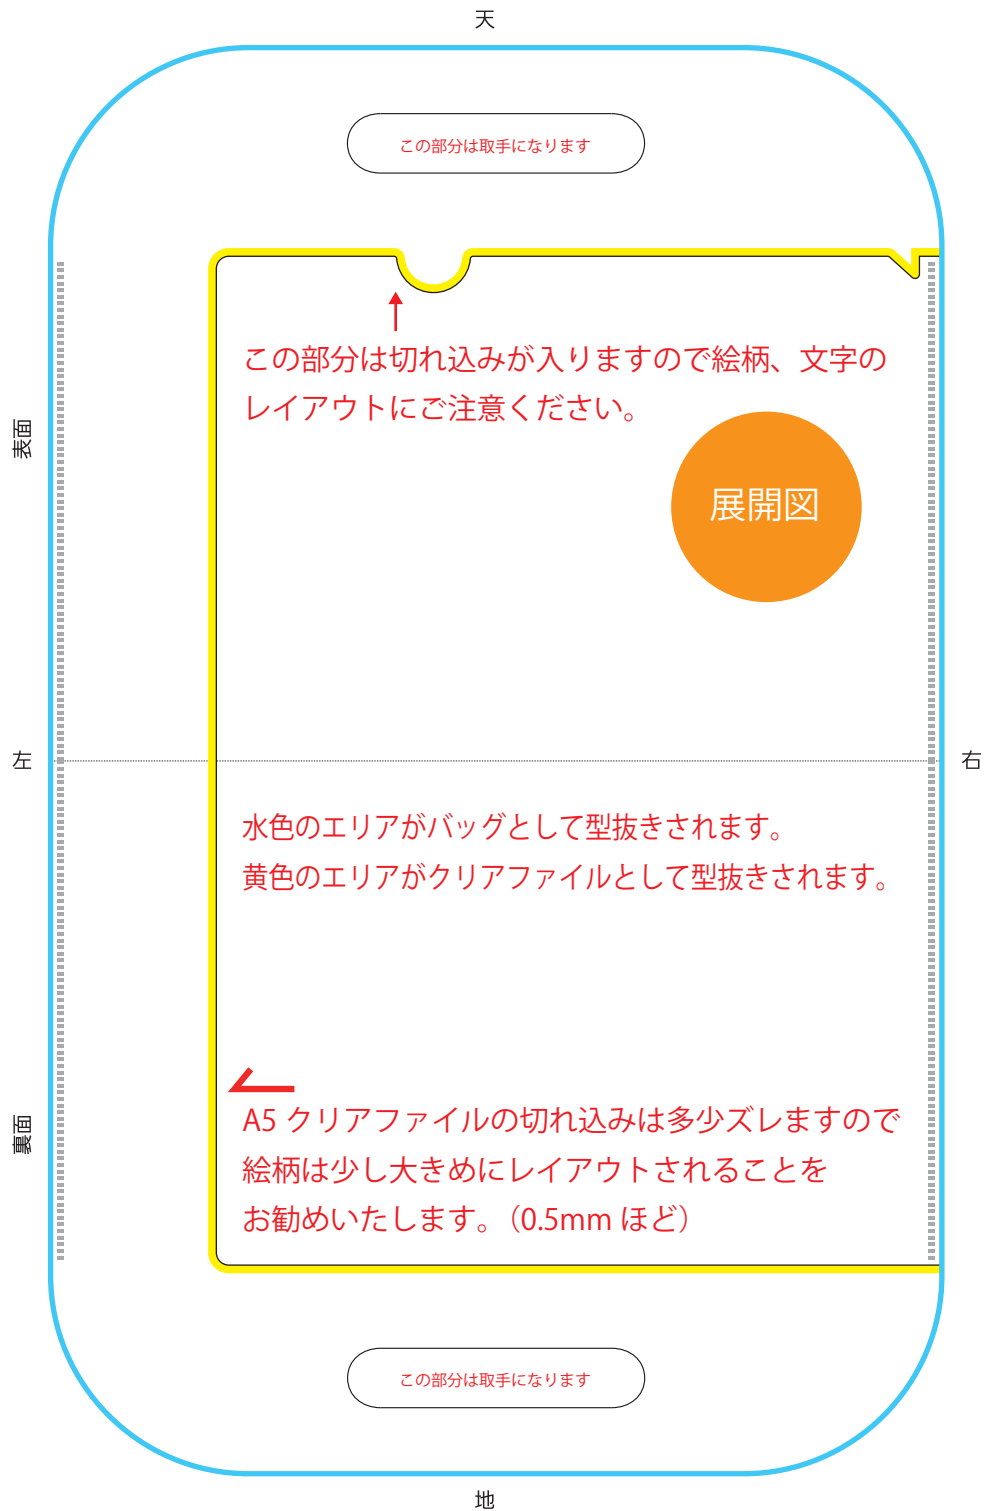 天
この部分は取手になります
この部分は切れ込みが入りますので絵柄、文字の
レイアウトにご注意ください。
表面
展開図
左
右
水色のエリアがバッグとして型抜きされます。
黄色のエリアがクリアファイルとして型抜きされます。
裏面
A5 クリアファイルの切れ込みは多少ズレますので
絵柄は少し大きめにレイアウトされることを
お勧めいたします。（0.5mm ほど）
この部分は取手になります
地